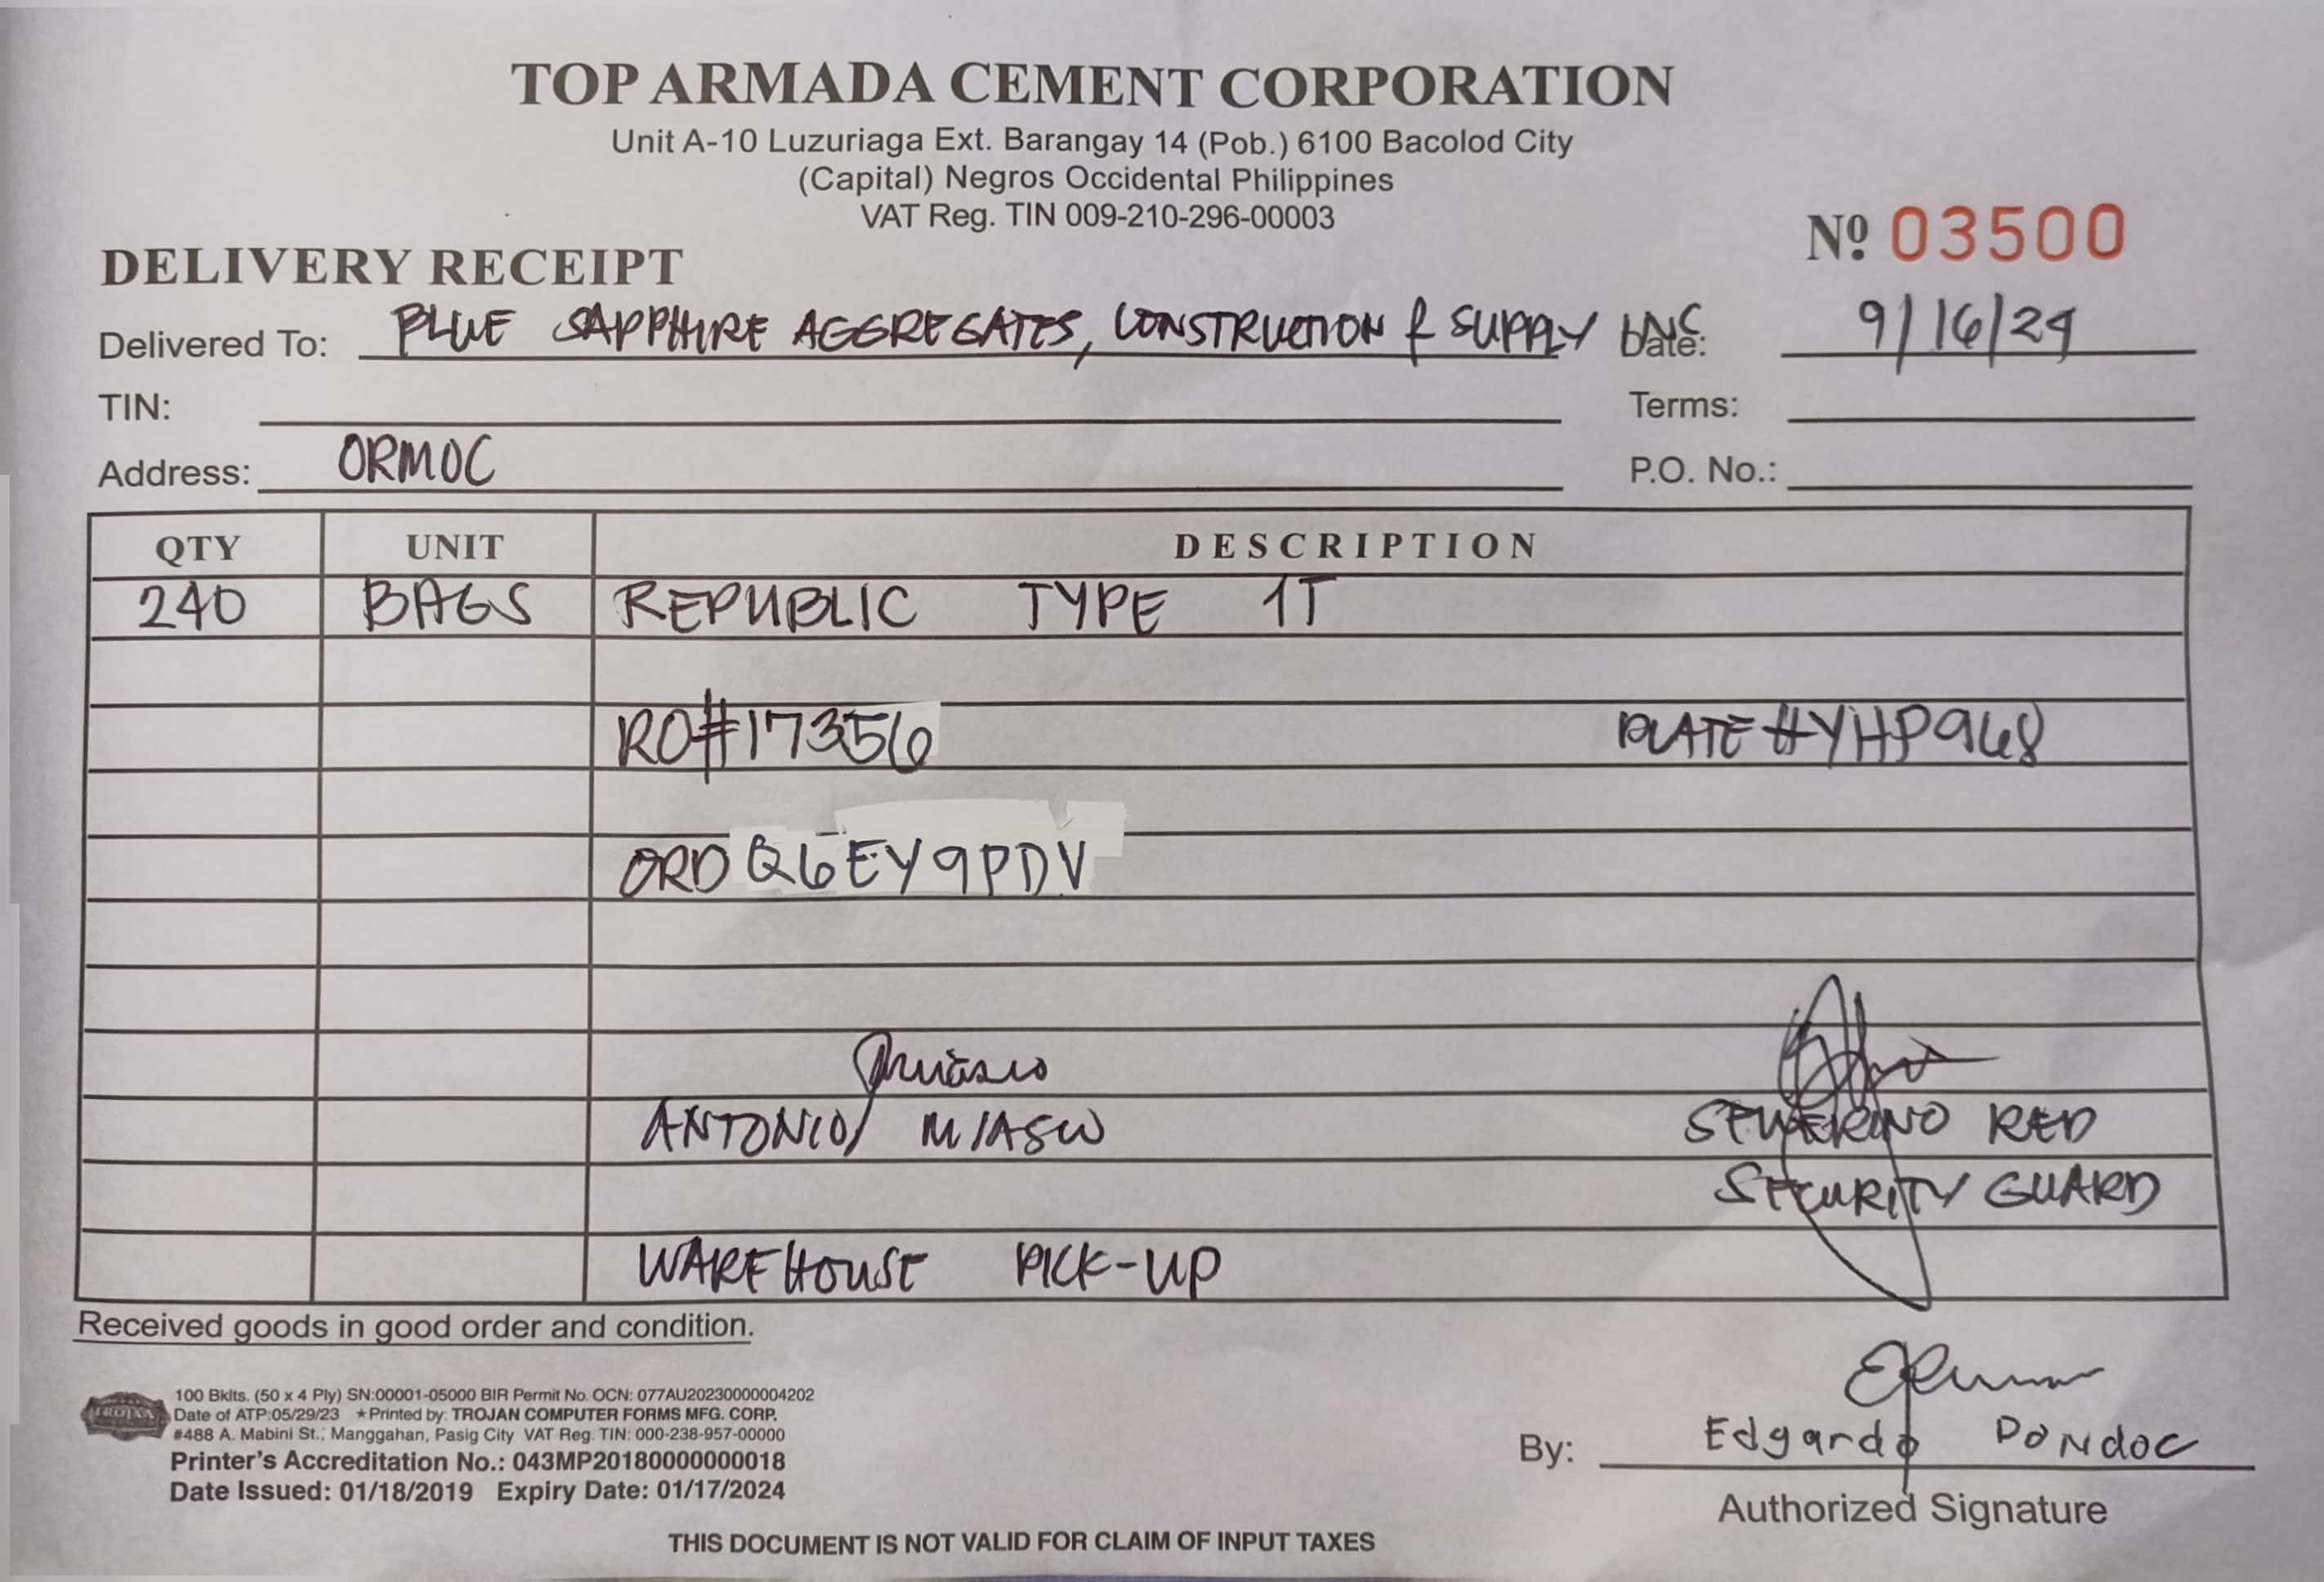 TOP ARMADA CEMENT CORPORATION
Unit A-10 Luzuriaga Ext. Barangay 14 (Pob.) 6100 Bacolod City
(Capital) Negros Occidental Philippines
VAT Reg. TIN 009-210-296-00003
Nº 03500
DELIVERY RECEIPT
Delivered To: BLUE SAPPHIRE AGGREGATES, CONSTRUCTION & SUPPLY INC Date: 9/16/24
TIN: Terms:
Address: ORMOC P.O. No.:
QTY UNIT DESCRIPTION
240 BAGS REPUBLIC TYPE 1T
RO#17356 PLATE #YHP968
ORDQ6EY9PDV
ANTONIO MIASCO SEVERINO RED
SECURITY GUARD
WAREHOUSE PICK-UP
Received goods in good order and condition.
TROJAN
100 Bklts. (50 x 4 Ply) SN:00001-05000 BIR Permit No. OCN: 077AU20230000004202
Date of ATP:05/29/23 ★Printed by: TROJAN COMPUTER FORMS MFG. CORP.
#488 A. Mabini St., Manggahan, Pasig City VAT Reg. TIN: 000-238-957-00000
Printer's Accreditation No.: 043MP20180000000018
Date Issued: 01/18/2019 Expiry Date: 01/17/2024
By: Edgardo Pondoc
Authorized Signature
THIS DOCUMENT IS NOT VALID FOR CLAIM OF INPUT TAXES